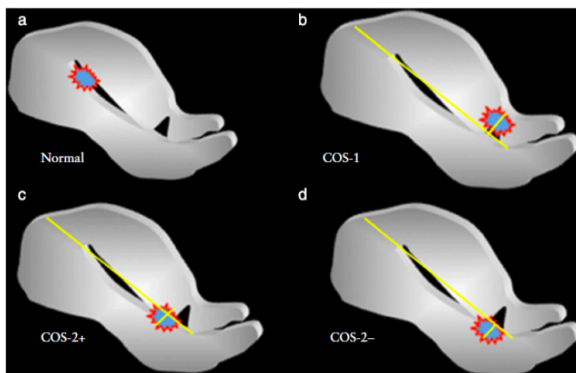 a
Normal
b
COS-1
c
COS-2+
d
COS-2−